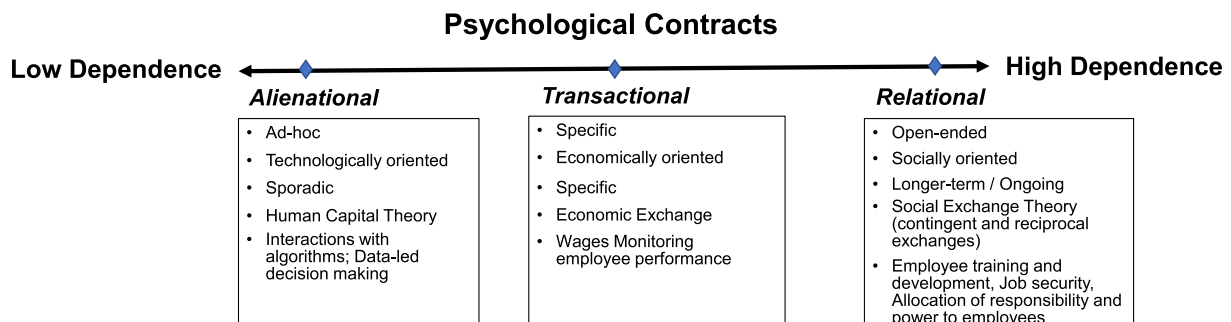 Psychological Contracts
Low Dependence
High Dependence
Alienational
• Ad-hoc
• Technologically oriented
• Sporadic
• Human Capital Theory
• Interactions with
algorithms; Data-led
decision making
Transactional
• Specific
• Economically oriented
• Specific
• Economic Exchange
• Wages Monitoring
employee performance
Relational
• Open-ended
• Socially oriented
• Longer-term / Ongoing
• Social Exchange Theory
(contingent and reciprocal
exchanges)
• Employee training and
development, Job security,
Allocation of responsibility and
power to employees